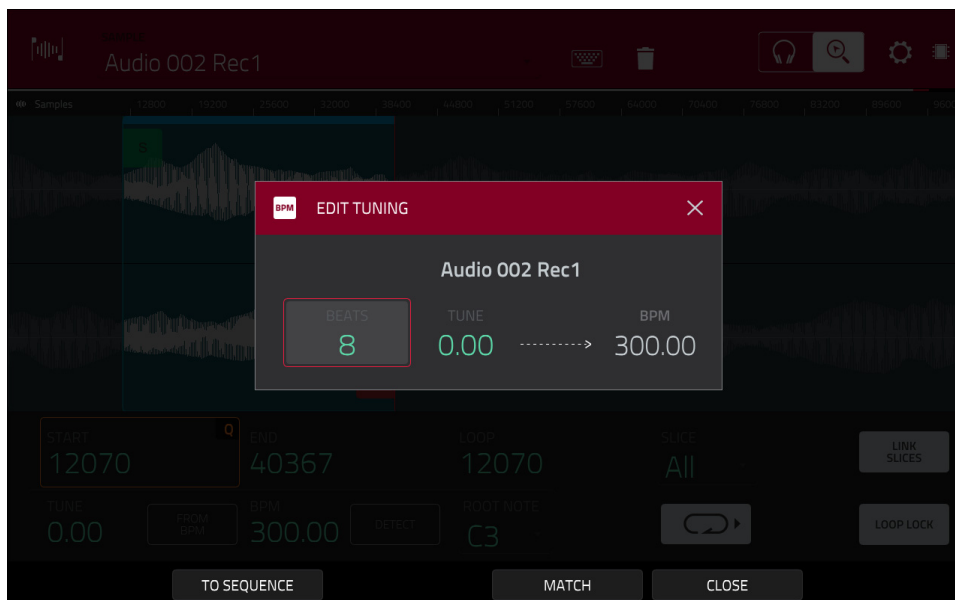 SAMPLE
Audio 002 Rec1
Samples 12800 19200 25600 32000 38400 44800 51200 57600 64000 70400 76800 83200 89600 9600
S
BPM EDIT TUNING
Audio 002 Rec1
BEATS TUNE BPM
8 0.00 300.00
START Q END LOOP SLICE
12070 40367 12070 All
LINK SLICES
TUNE BPM ROOT NOTE
0.00 FROM BPM 300.00 DETECT C3
LOOP LOCK
TO SEQUENCE MATCH CLOSE